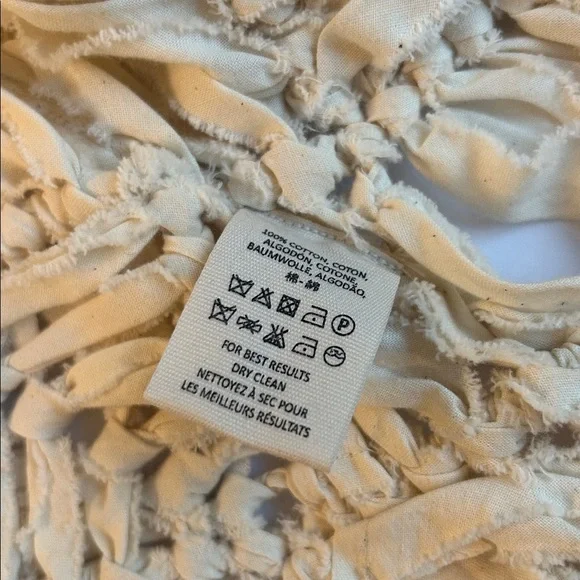 100% COTTON, COTON,
ALGODÓN, COTONE,
BAUMWOLLE, ALGODÃO,
棉-綿
P
FOR BEST RESULTS
DRY CLEAN
NETTOYEZ À SEC POUR
LES MEILLEURS RÉSULTATS